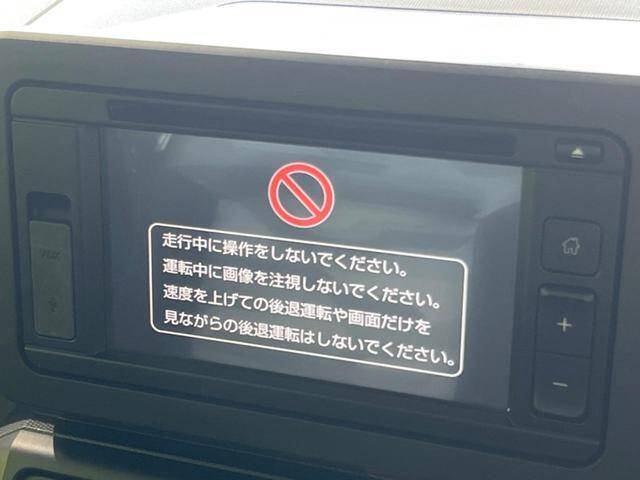 走行中に操作をしないでください。
運転中に画像を注視しないでください。
速度を上げての後退運転や画面だけを
見ながらの後退運転はしないでください。